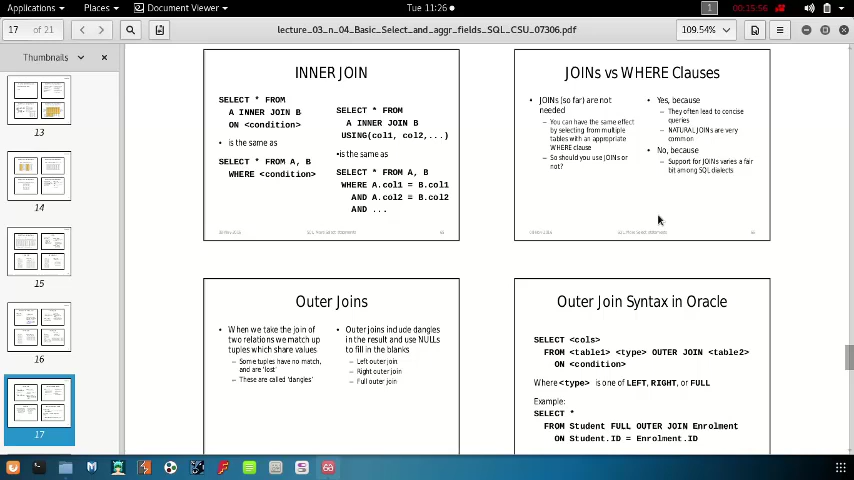 Applications
Places
Document Viewer
Tue 11:26
1
00:15:56
17 of 21
lecture_03_n_04_Basic_Select_and_aggr_fields_SQL_CSU_07306.pdf
109.54%
Thumbnails
13
14
15
16
17
INNER JOIN
SELECT * FROM
A INNER JOIN B
ON <condition>
• is the same as
SELECT * FROM A, B
WHERE <condition>
SELECT * FROM
A INNER JOIN B
USING(col1, col2,...)
•is the same as
SELECT * FROM A, B
WHERE A.col1 = B.col1
AND A.col2 = B.col2
AND ...
JOINs vs WHERE Clauses
• JOINs (so far) are not
needed
– You can have the same effect
by selecting from multiple
tables with an appropriate
WHERE clause
– So should you use JOINs or
not?
• Yes, because
– They often lead to concise
queries
– NATURAL JOINs are very
common
• No, because
– Support for JOINs varies a fair
bit among SQL dialects
Outer Joins
• When we take the join of
two relations we match up
tuples which share values
– Some tuples have no match,
and are 'lost'
– These are called 'dangles'
• Outer joins include dangles
in the result and use NULLs
to fill in the blanks
– Left outer join
– Right outer join
– Full outer join
Outer Join Syntax in Oracle
SELECT <cols>
FROM <table1> <type> OUTER JOIN <table2>
ON <condition>
Where <type> is one of LEFT, RIGHT, or FULL
Example:
SELECT *
FROM Student FULL OUTER JOIN Enrolment
ON Student.ID = Enrolment.ID